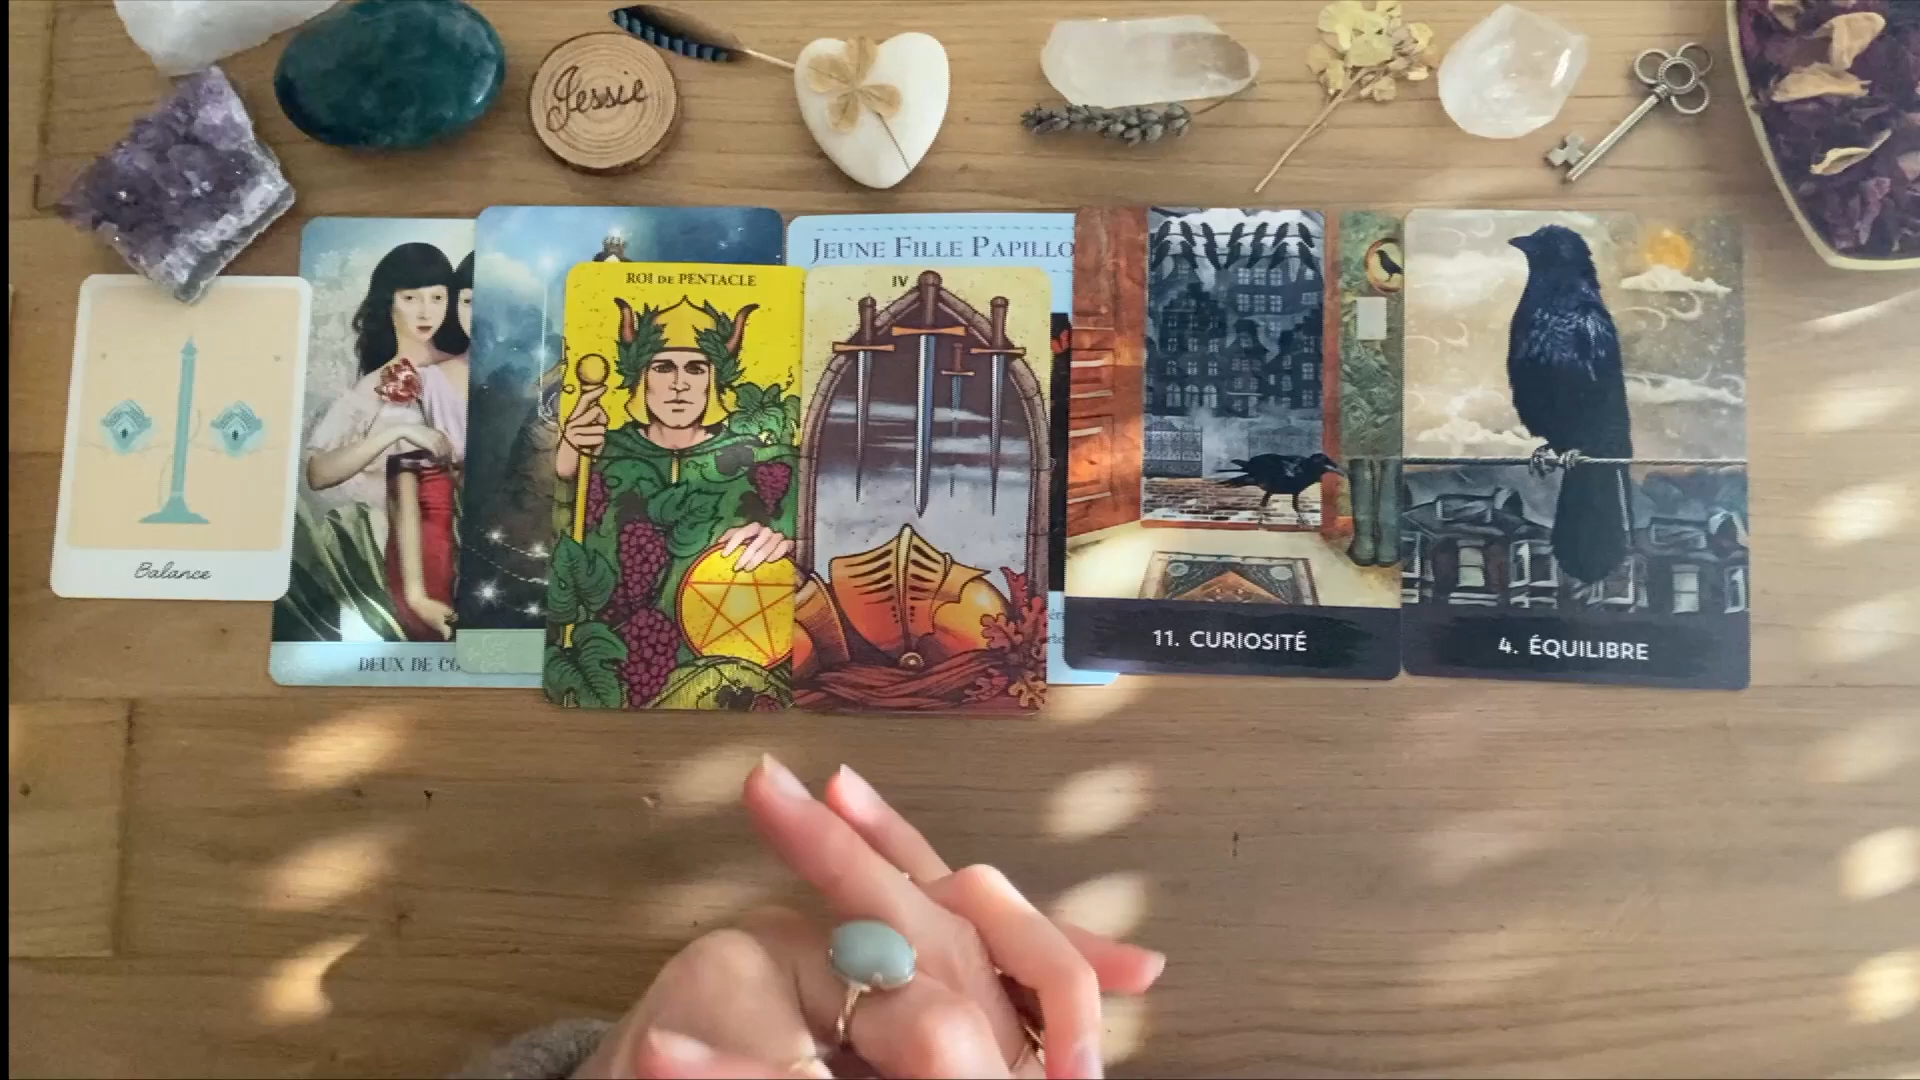 Jessie
JEUNE FILLE PAPILLO
ROI DE PENTACLE
IV
Balance
DEUX DE CO
11. CURIOSITÉ
4. ÉQUILIBRE